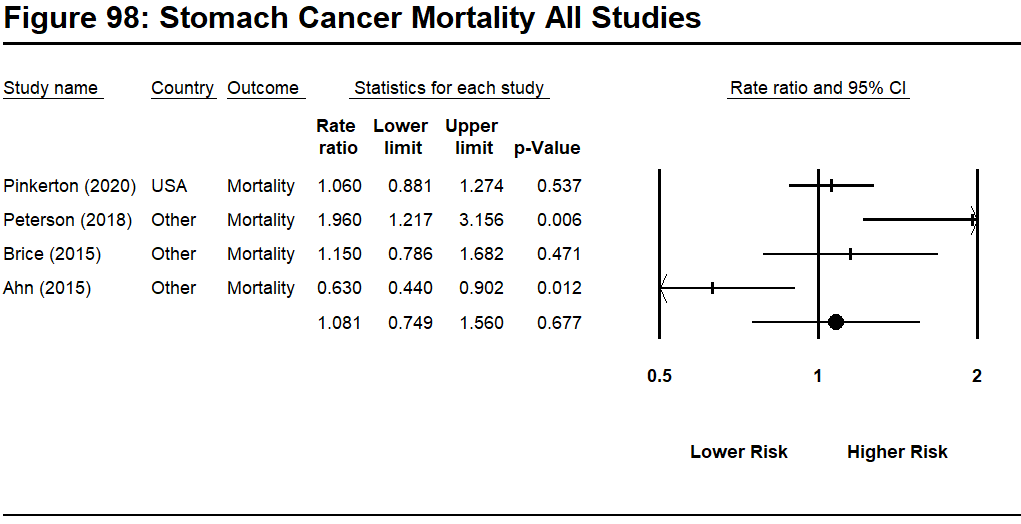 Figure 98: Stomach Cancer Mortality All Studies
Study name Country Outcome Statistics for each study Rate ratio and 95% CI
Rate Lower Upper
ratio limit limit p-Value
Pinkerton (2020) USA Mortality 1.060 0.881 1.274 0.537
Peterson (2018) Other Mortality 1.960 1.217 3.156 0.006
Brice (2015) Other Mortality 1.150 0.786 1.682 0.471
Ahn (2015) Other Mortality 0.630 0.440 0.902 0.012
1.081 0.749 1.560 0.677
0.5 1 2
Lower Risk Higher Risk